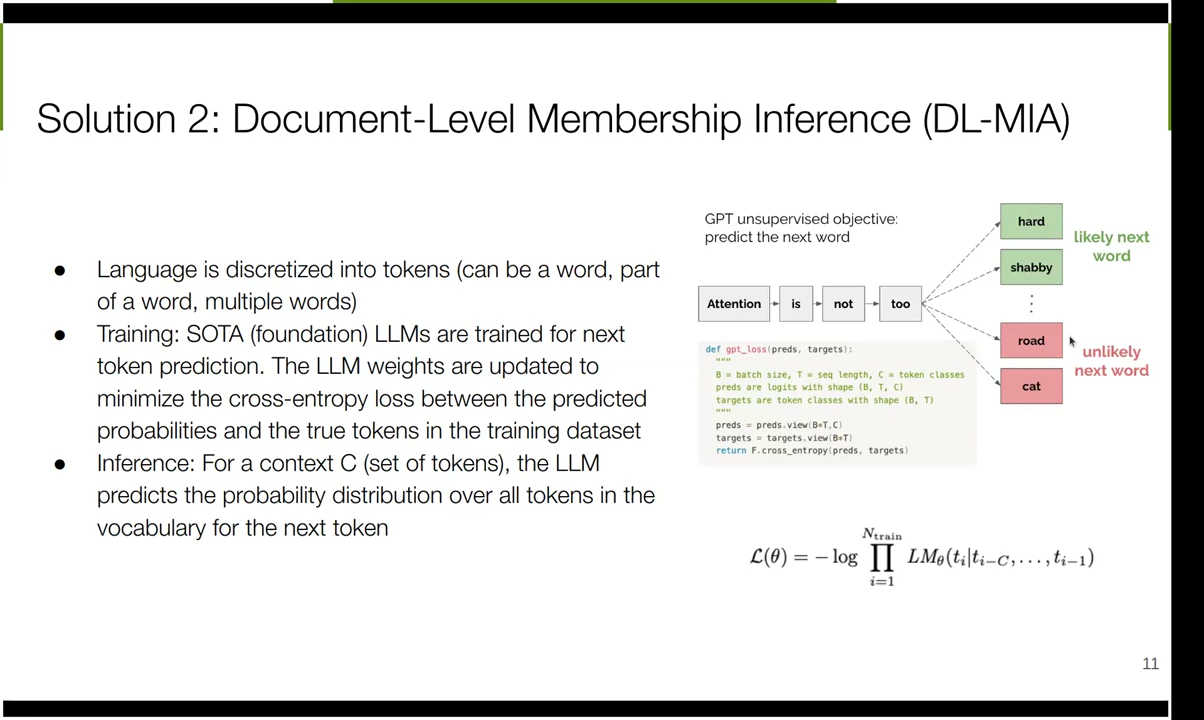 Solution 2: Document-Level Membership Inference (DL-MIA)
● Language is discretized into tokens (can be a word, part
of a word, multiple words)
● Training: SOTA (foundation) LLMs are trained for next
token prediction. The LLM weights are updated to
minimize the cross-entropy loss between the predicted
probabilities and the true tokens in the training dataset
● Inference: For a context C (set of tokens), the LLM
predicts the probability distribution over all tokens in the
vocabulary for the next token
GPT unsupervised objective:
predict the next word
Attention is not too
hard
shabby
⋮
road
cat
likely next
word
unlikely
next word
def gpt_loss(preds, targets):
"""
B = batch size, T = seq length, C = token classes
preds are logits with shape (B, T, C)
targets are token classes with shape (B, T)
"""
preds = preds.view(B*T,C)
targets = targets.view(B*T)
return F.cross_entropy(preds, targets)
ℒ(θ) = − log ∏_{i=1}^{N_train} LM_θ(t_i|t_{i−C}, . . . , t_{i−1})
11